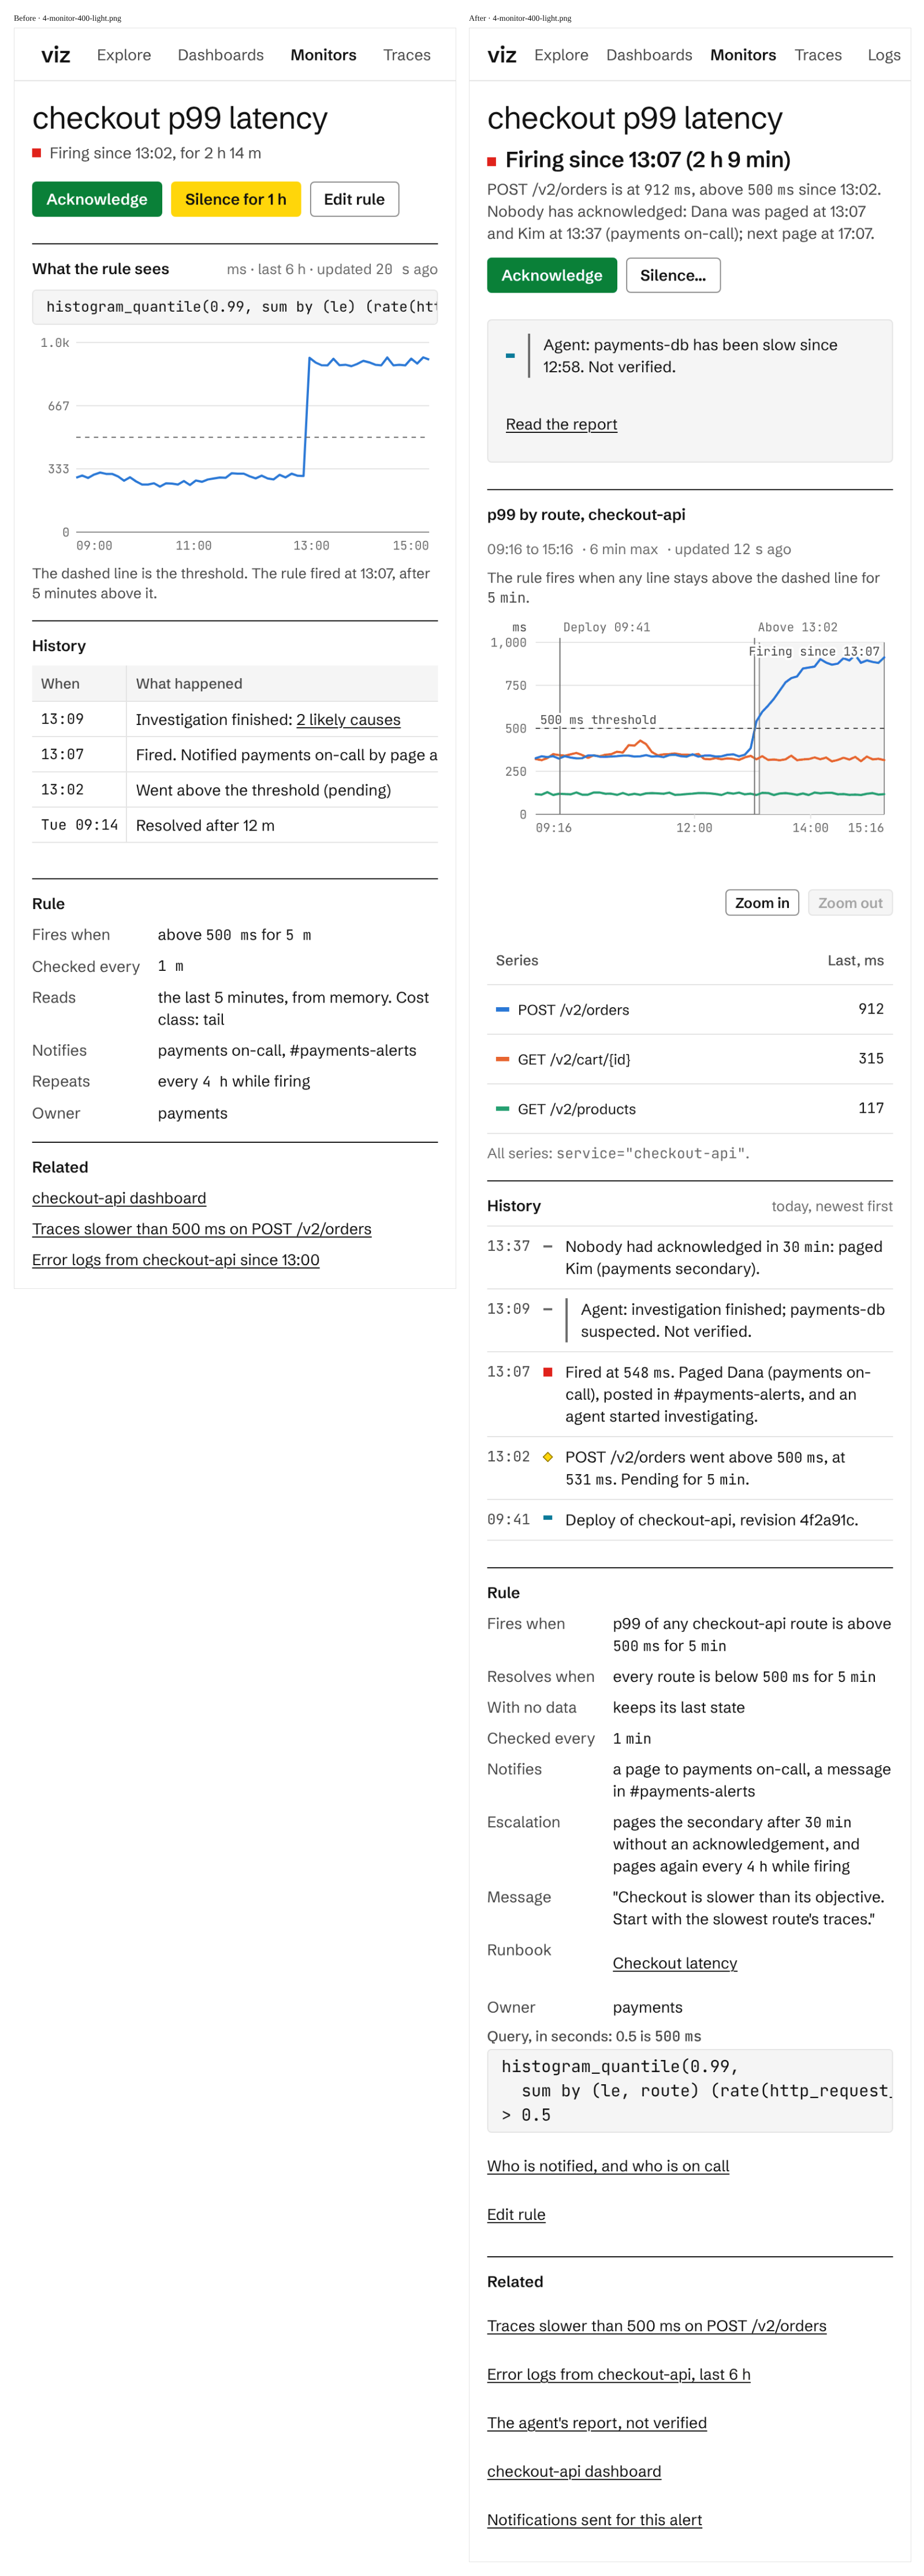 Before · 4-monitor-400-light.png
viz Explore Dashboards Monitors Traces
checkout p99 latency
Firing since 13:02, for 2 h 14 m
Acknowledge Silence for 1 h Edit rule
What the rule sees ms · last 6 h · updated 20 s ago
histogram_quantile(0.99, sum by (le) (rate(htt
1.0k
667
333
0
09:00 11:00 13:00 15:00
The dashed line is the threshold. The rule fired at 13:07, after
5 minutes above it.
History
When What happened
13:09 Investigation finished: 2 likely causes
13:07 Fired. Notified payments on-call by page a
13:02 Went above the threshold (pending)
Tue 09:14 Resolved after 12 m
Rule
Fires when above 500 ms for 5 m
Checked every 1 m
Reads the last 5 minutes, from memory. Cost
class: tail
Notifies payments on-call, #payments-alerts
Repeats every 4 h while firing
Owner payments
Related
checkout-api dashboard
Traces slower than 500 ms on POST /v2/orders
Error logs from checkout-api since 13:00
After · 4-monitor-400-light.png
viz Explore Dashboards Monitors Traces Logs
checkout p99 latency
Firing since 13:07 (2 h 9 min)
POST /v2/orders is at 912 ms, above 500 ms since 13:02.
Nobody has acknowledged: Dana was paged at 13:07
and Kim at 13:37 (payments on-call); next page at 17:07.
Acknowledge Silence...
Agent: payments-db has been slow since
12:58. Not verified.
Read the report
p99 by route, checkout-api
09:16 to 15:16 · 6 min max · updated 12 s ago
The rule fires when any line stays above the dashed line for
5 min.
ms Deploy 09:41 Above 13:02
1,000
Firing since 13:07
750
500 ms threshold
500
250
0
09:16 12:00 14:00 15:16
Zoom in Zoom out
Series Last, ms
POST /v2/orders 912
GET /v2/cart/{id} 315
GET /v2/products 117
All series: service="checkout-api".
History today, newest first
13:37 Nobody had acknowledged in 30 min: paged
Kim (payments secondary).
13:09 Agent: investigation finished; payments-db
suspected. Not verified.
13:07 Fired at 548 ms. Paged Dana (payments on-
call), posted in #payments-alerts, and an
agent started investigating.
13:02 POST /v2/orders went above 500 ms, at
531 ms. Pending for 5 min.
09:41 Deploy of checkout-api, revision 4f2a91c.
Rule
Fires when p99 of any checkout-api route is above
500 ms for 5 min
Resolves when every route is below 500 ms for 5 min
With no data keeps its last state
Checked every 1 min
Notifies a page to payments on-call, a message
in #payments-alerts
Escalation pages the secondary after 30 min
without an acknowledgement, and
pages again every 4 h while firing
Message "Checkout is slower than its objective.
Start with the slowest route's traces."
Runbook Checkout latency
Owner payments
Query, in seconds: 0.5 is 500 ms
histogram_quantile(0.99,
sum by (le, route) (rate(http_request_
> 0.5
Who is notified, and who is on call
Edit rule
Related
Traces slower than 500 ms on POST /v2/orders
Error logs from checkout-api, last 6 h
The agent's report, not verified
checkout-api dashboard
Notifications sent for this alert